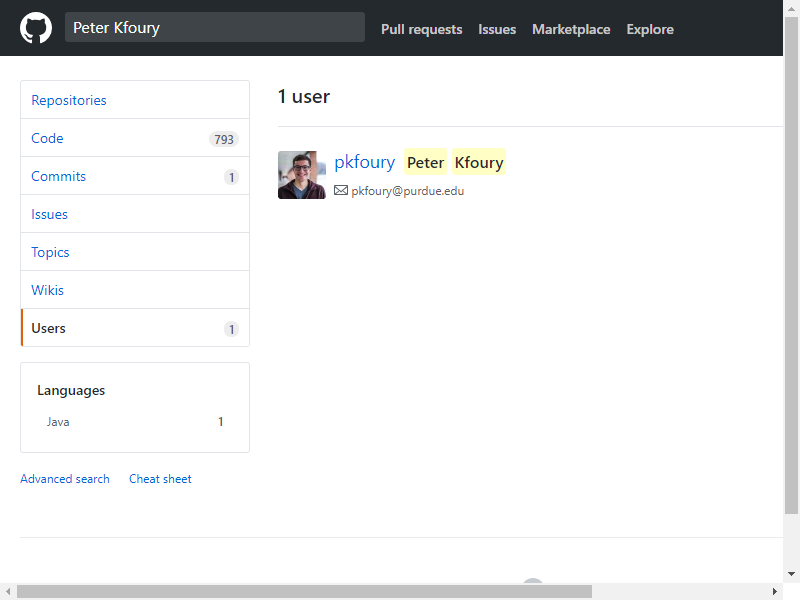 Peter Kfoury
Pull requests Issues Marketplace Explore
Repositories
Code 793
Commits 1
Issues
Topics
Wikis
Users 1
Languages
Java 1
Advanced search Cheat sheet
1 user
pkfoury Peter Kfoury
pkfoury@purdue.edu